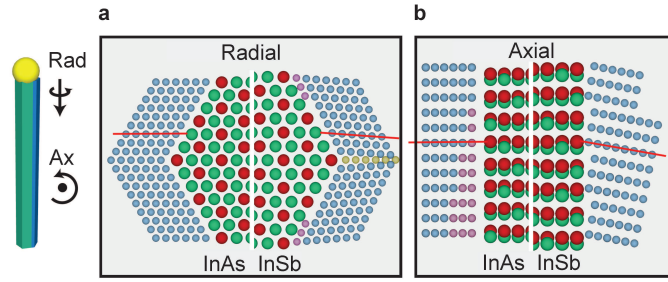 a
b
Rad
Ax
Radial
InAs
InSb
Axial
InAs
InSb